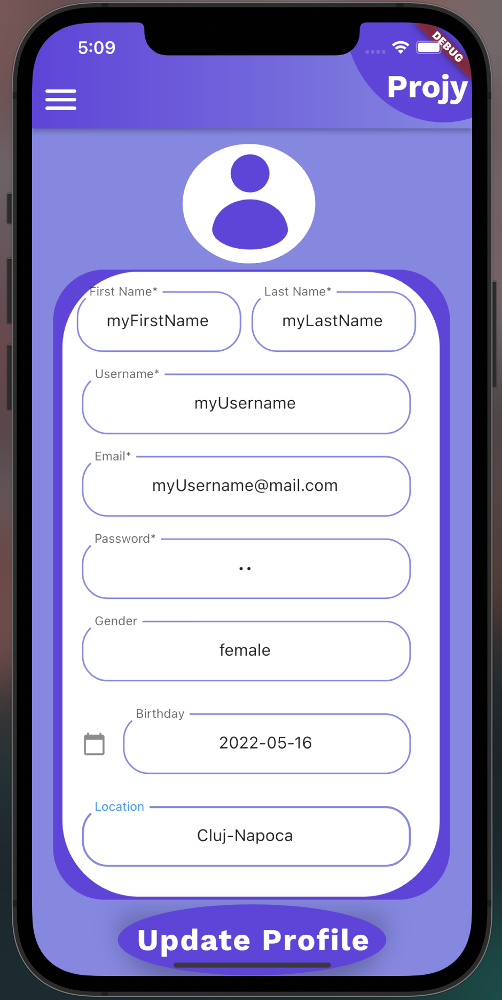 5:09
DEBUG
Projy
First Name*
Last Name*
myFirstName
myLastName
Username*
myUsername
Email*
myUsername@mail.com
Password*
••
Gender
female
Birthday
2022-05-16
Location
Cluj-Napoca
Update Profile